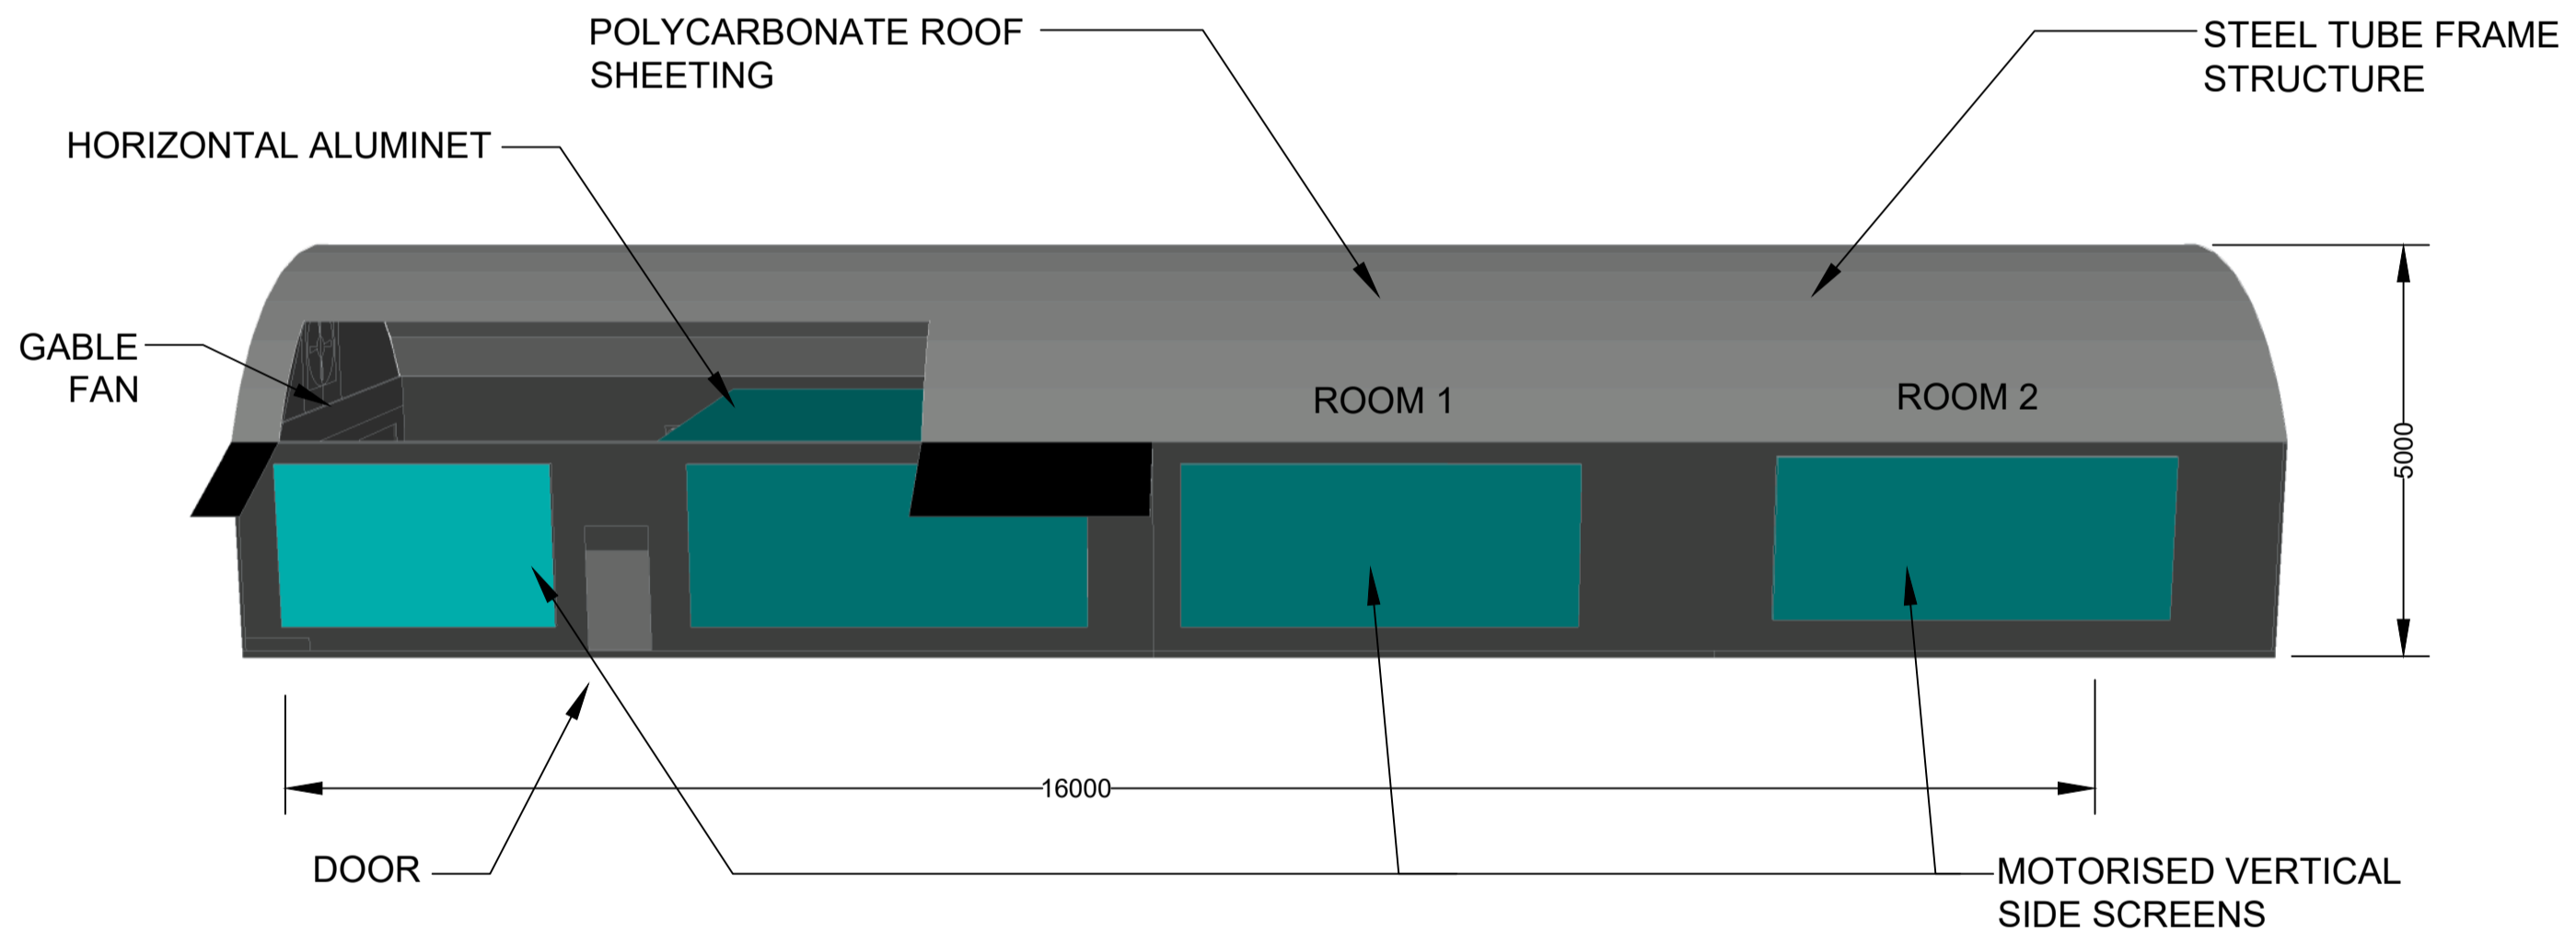 POLYCARBONATE ROOF
SHEETING
STEEL TUBE FRAME
STRUCTURE
HORIZONTAL ALUMINET
GABLE
FAN
ROOM 1
ROOM 2
5000
16000
DOOR
MOTORISED VERTICAL
SIDE SCREENS